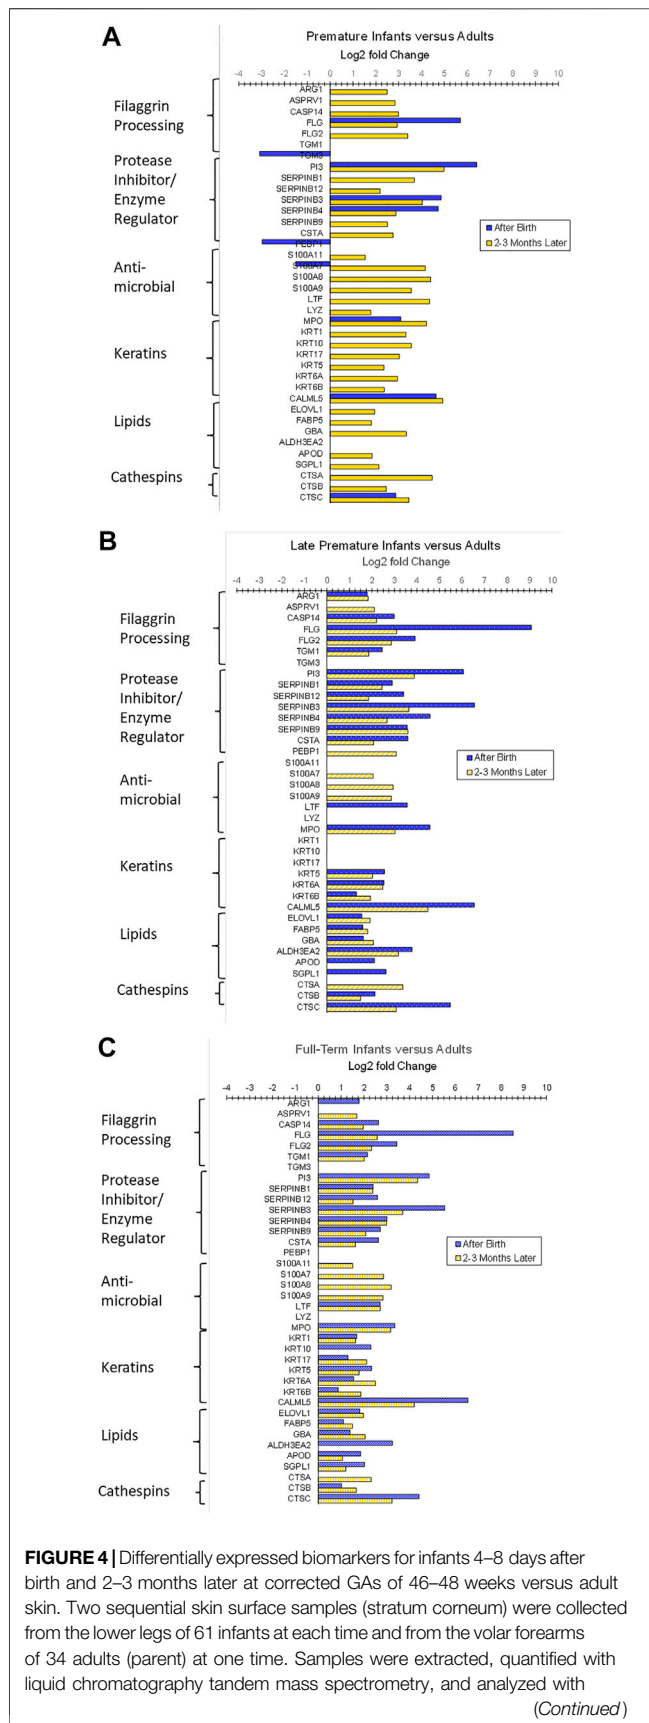 A
Premature Infants versus Adults
Log2 fold Change
-4 -3 -2 -1 0 1 2 3 4 5 6 7 8 9 10
Filaggrin
Processing
ARG1
ASPRV1
CASP14
FLG
FLG2
TGM1
TGM3
Protease
Inhibitor/
Enzyme
Regulator
PI3
SERPINB1
SERPINB12
SERPINB3
SERPINB4
SERPINB9
CSTA
PEBP1
After Birth
2-3 Months Later
Anti-
microbial
S100A11
S100A7
S100A8
S100A9
LTF
LYZ
MPO
Keratins
KRT1
KRT10
KRT17
KRT5
KRT6A
KRT6B
CALML5
Lipids
ELOVL1
FABP5
GBA
ALDH3EA2
APOD
SGPL1
Cathespins
CTSA
CTSB
CTSC
B
Late Premature Infants versus Adults
Log2 fold Change
-4 -3 -2 -1 0 1 2 3 4 5 6 7 8 9 10
Filaggrin
Processing
ARG1
ASPRV1
CASP14
FLG
FLG2
TGM1
TGM3
Protease
Inhibitor/
Enzyme
Regulator
PI3
SERPINB1
SERPINB12
SERPINB3
SERPINB4
SERPINB9
CSTA
PEBP1
After Birth
2-3 Months Later
Anti-
microbial
S100A11
S100A7
S100A8
S100A9
LTF
LYZ
MPO
Keratins
KRT1
KRT10
KRT17
KRT5
KRT6A
KRT6B
CALML5
Lipids
ELOVL1
FABP5
GBA
ALDH3EA2
APOD
SGPL1
Cathespins
CTSA
CTSB
CTSC
C
Full-Term Infants versus Adults
Log2 fold Change
-4 -3 -2 -1 0 1 2 3 4 5 6 7 8 9 10
Filaggrin
Processing
ARG1
ASPRV1
CASP14
FLG
FLG2
TGM1
TGM3
Protease
Inhibitor/
Enzyme
Regulator
PI3
SERPINB1
SERPINB12
SERPINB3
SERPINB4
SERPINB9
CSTA
PEBP1
After Birth
2-3 Months Later
Anti-
microbial
S100A11
S100A7
S100A8
S100A9
LTF
LYZ
MPO
Keratins
KRT1
KRT10
KRT17
KRT5
KRT6A
KRT6B
CALML5
Lipids
ELOVL1
FABP5
GBA
ALDH3EA2
APOD
SGPL1
Cathespins
CTSA
CTSB
CTSC
FIGURE 4 | Differentially expressed biomarkers for infants 4–8 days after
birth and 2–3 months later at corrected GAs of 46–48 weeks versus adult
skin. Two sequential skin surface samples (stratum corneum) were collected
from the lower legs of 61 infants at each time and from the volar forearms
of 34 adults (parent) at one time. Samples were extracted, quantified with
liquid chromatography tandem mass spectrometry, and analyzed with
(Continued)